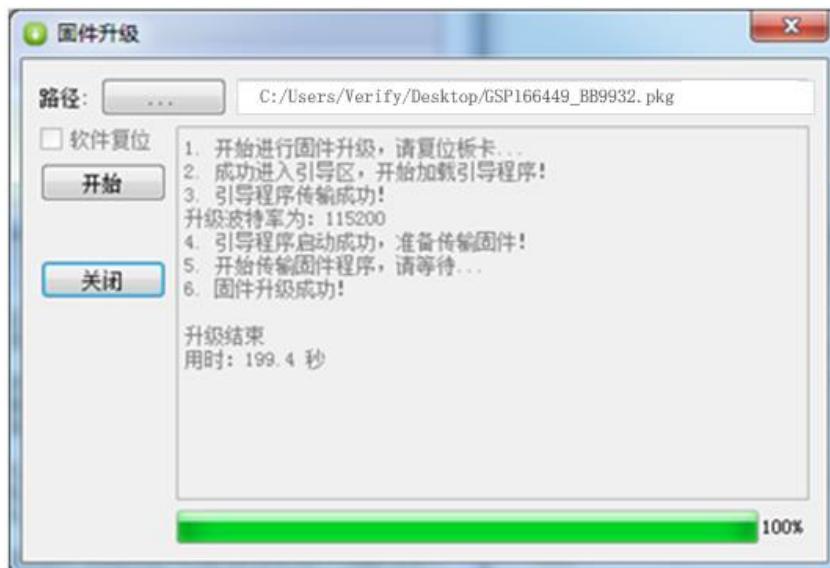 固件升级
路径: ... C:/Users/Verify/Desktop/GSP166449_BB9932.pkg
软件复位
开始
关闭
1. 开始进行固件升级，请复位板卡...
2. 成功进入引导区，开始加载引导程序!
3. 引导程序传输成功!
升级波特率为: 115200
4. 引导程序启动成功，准备传输固件!
5. 开始传输固件程序，请等待...
6. 固件升级成功!
升级结束
用时: 199.4 秒
100%